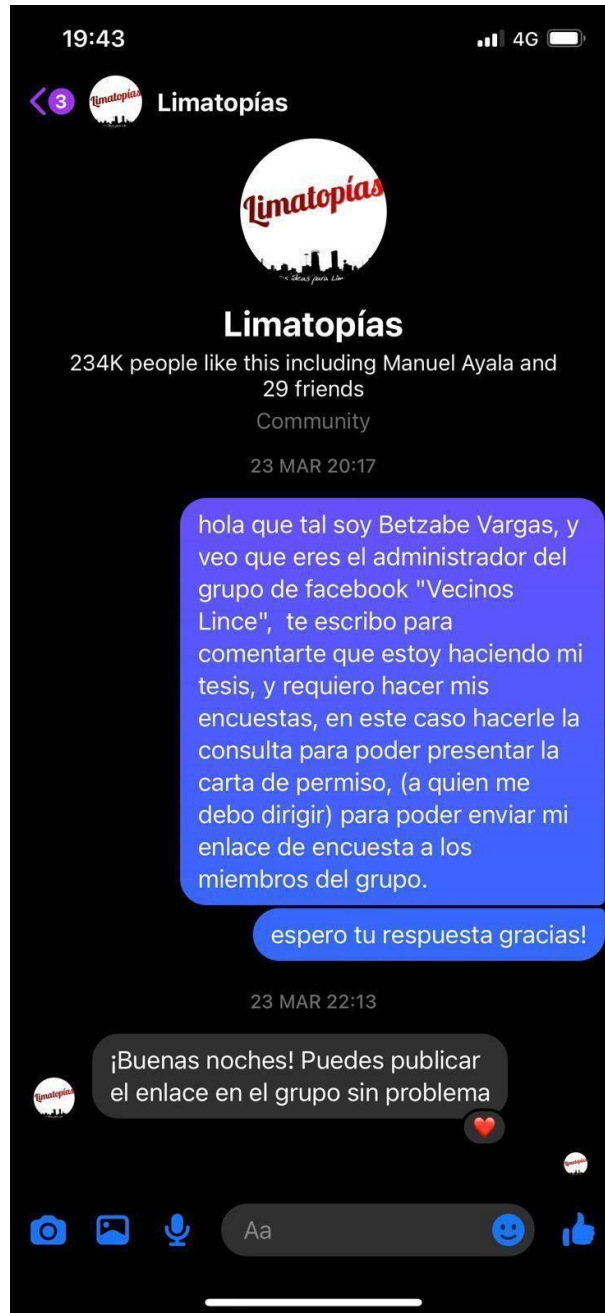 19:43
4G
3
Limatopías
Limatopías
Limatopías
Limatopías
234K people like this including Manuel Ayala and
29 friends
Community
23 MAR 20:17
hola que tal soy Betzabe Vargas, y
veo que eres el administrador del
grupo de facebook "Vecinos
Lince",  te escribo para
comentarte que estoy haciendo mi
tesis, y requiero hacer mis
encuestas, en este caso hacerle la
consulta para poder presentar la
carta de permiso, (a quien me
debo dirigir) para poder enviar mi
enlace de encuesta a los
miembros del grupo.
espero tu respuesta gracias!
23 MAR 22:13
¡Buenas noches! Puedes publicar
el enlace en el grupo sin problema
Limatopías
Aa